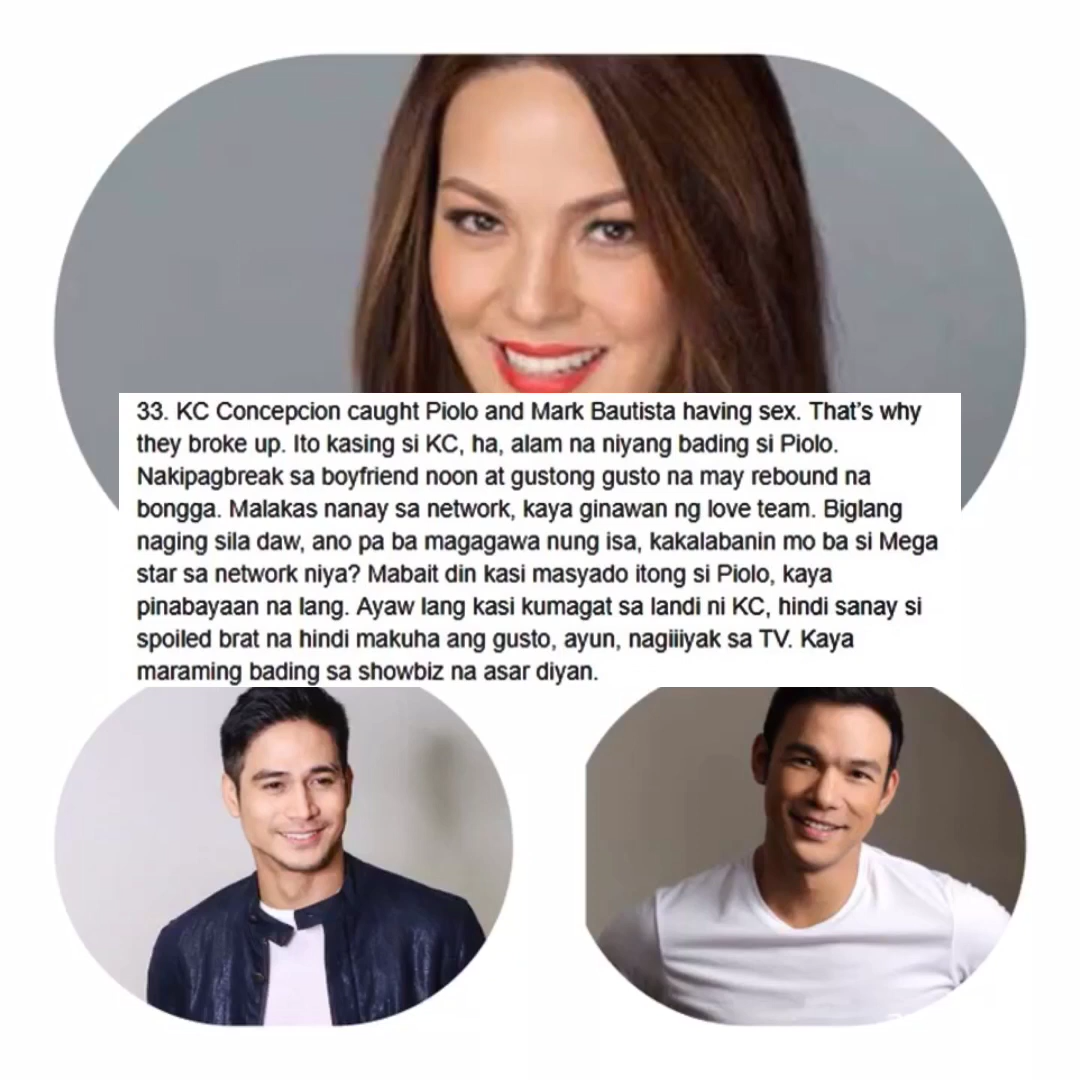 33. KC Concepcion caught Piolo and Mark Bautista having sex. That’s why
they broke up. Ito kasing si KC, ha, alam na niyang bading si Piolo.
Nakipagbreak sa boyfriend noon at gustong gusto na may rebound na
bongga. Malakas nanay sa network, kaya ginawan ng love team. Biglang
naging sila daw, ano pa ba magagawa nung isa, kakalabanin mo ba si Mega
star sa network niya? Mabait din kasi masyado itong si Piolo, kaya
pinabayaan na lang. Ayaw lang kasi kumagat sa landi ni KC, hindi sanay si
spoiled brat na hindi makuha ang gusto, ayun, nagiiiyak sa TV. Kaya
maraming bading sa showbiz na asar diyan.